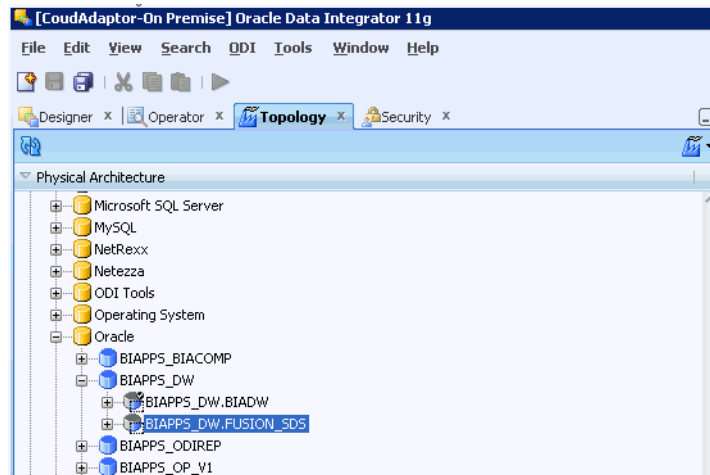 [CoudAdaptor-On Premise] Oracle Data Integrator 11g
File Edit View Search ODI Tools Window Help
Designer x Operator x Topology x Security x
Physical Architecture
Microsoft SQL Server
MySQL
NetRexx
Netezza
ODI Tools
Operating System
Oracle
BIAPPS_BIACOMP
BIAPPS_DW
BIAPPS_DW.BIADW
BIAPPS_DW.FUSION_SDS
BIAPPS_ODIREP
BIAPPS_OP_V1